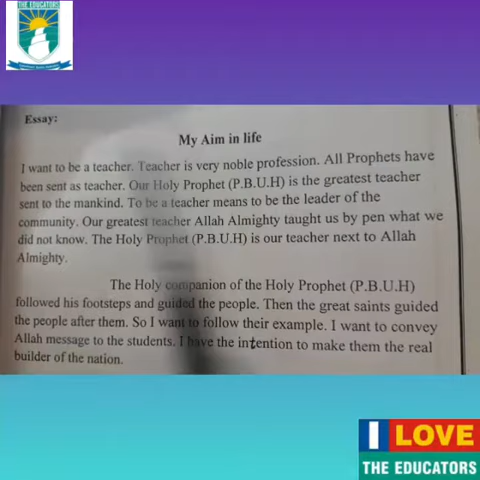 THE EDUCATORS
Essay:
My Aim in life
I want to be a teacher. Teacher is very noble profession. All Prophets have
been sent as teacher. Our Holy Prophet (P.B.U.H) is the greatest teacher
sent to the mankind. To be a teacher means to be the leader of the
community. Our greatest teacher Allah Almighty taught us by pen what we
did not know. The Holy Prophet (P.B.U.H) is our teacher next to Allah
Almighty.
The Holy companion of the Holy Prophet (P.B.U.H)
followed his footsteps and guided the people. Then the great saints guided
the people after them. So I want to follow their example. I want to convey
Allah message to the students. I have the intention to make them the real
builder of the nation.
I LOVE
THE EDUCATORS